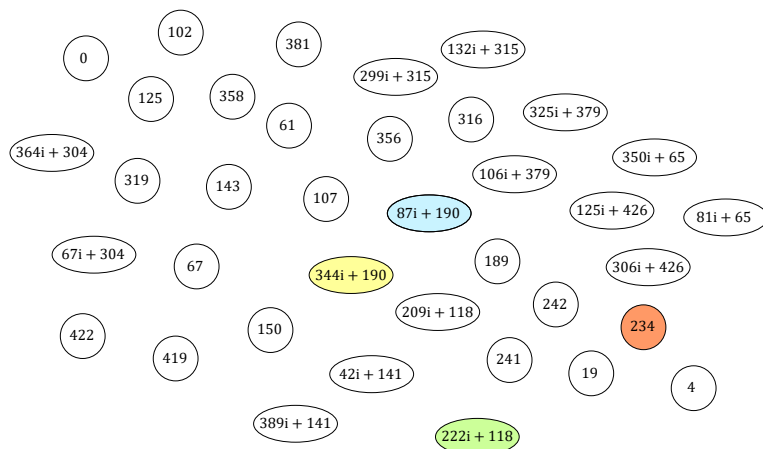 102
381
132i + 315
0
299i + 315
358
125
325i + 379
316
61
356
364i + 304
350i + 65
106i + 379
319
143
107
125i + 426
87i + 190
81i + 65
67i + 304
189
67
306i + 426
344i + 190
242
209i + 118
234
150
422
419
241
42i + 141
19
4
389i + 141
222i + 118